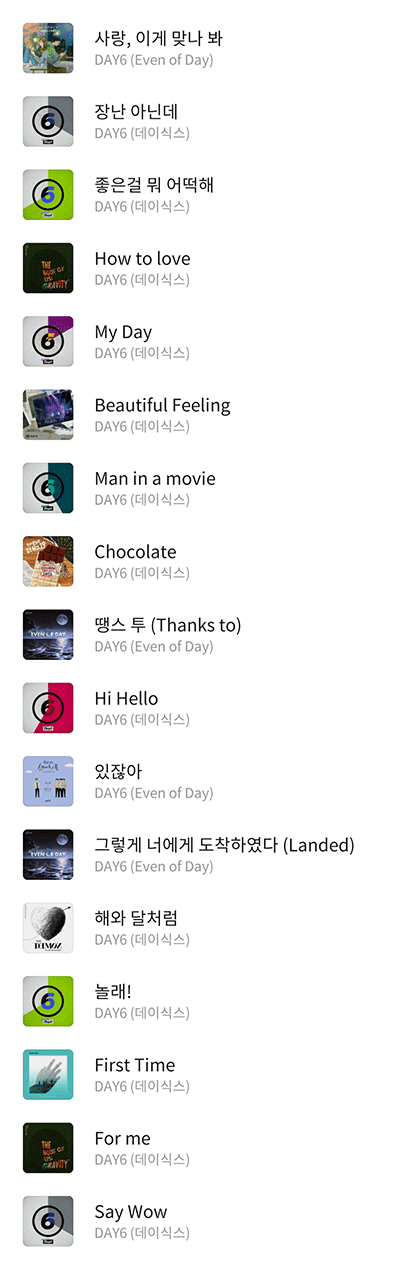 사랑, 이게 맞나 봐
DAY6 (Even of Day)
장난 아닌데
DAY6 (데이식스)
좋은걸 뭐 어떡해
DAY6 (데이식스)
How to love
DAY6 (데이식스)
My Day
DAY6 (데이식스)
Beautiful Feeling
DAY6 (데이식스)
Man in a movie
DAY6 (데이식스)
Chocolate
DAY6 (데이식스)
땡스 투 (Thanks to)
DAY6 (Even of Day)
Hi Hello
DAY6 (데이식스)
있잖아
DAY6 (Even of Day)
그렇게 너에게 도착하였다 (Landed)
DAY6 (Even of Day)
해와 달처럼
DAY6 (데이식스)
놀래!
DAY6 (데이식스)
First Time
DAY6 (데이식스)
For me
DAY6 (데이식스)
Say Wow
DAY6 (데이식스)